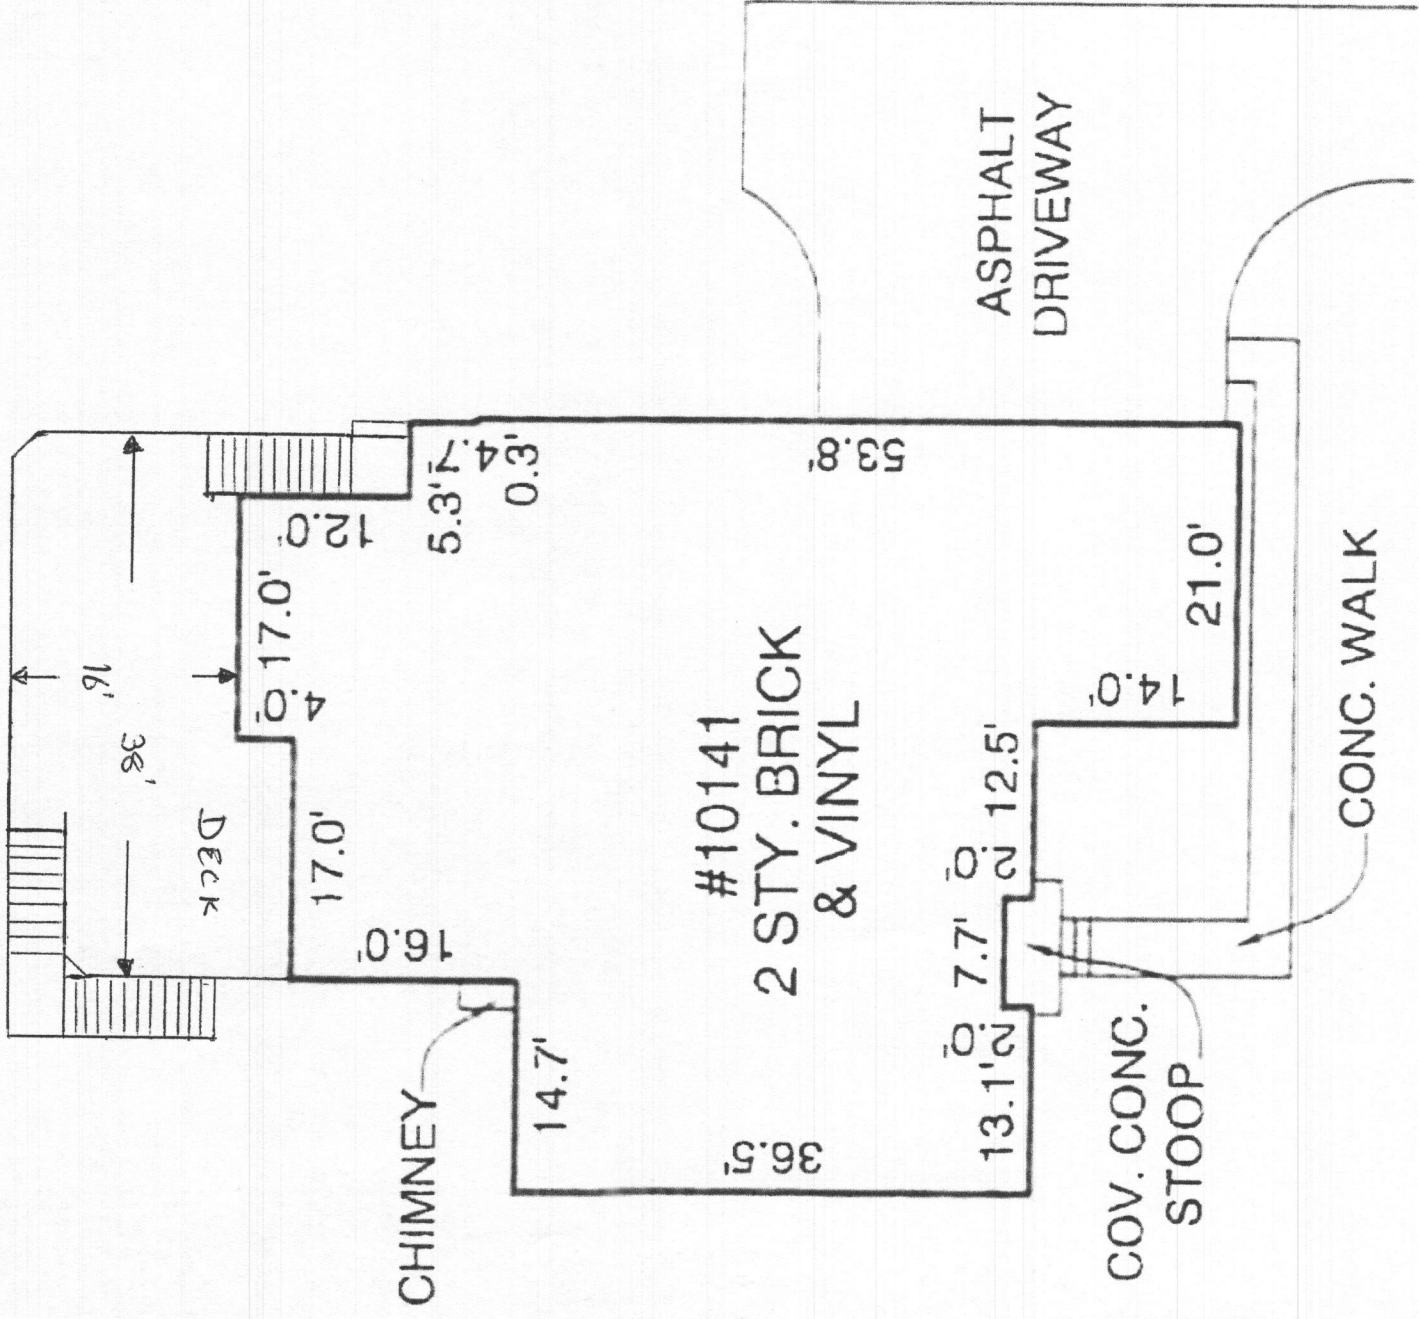 ASPHALT
DRIVEWAY
16'
38'
DECK
17.0'
4.0'
17.0'
12.0'
5.3'
4.7'
0.3'
53.8'
16.0'
CHIMNEY
14.7'
36.5'
#10141
2 STY. BRICK
& VINYL
13.1'
2.0'
7.7'
2.0'
12.5'
14.0'
21.0'
COV. CONC.
STOOP
CONC. WALK